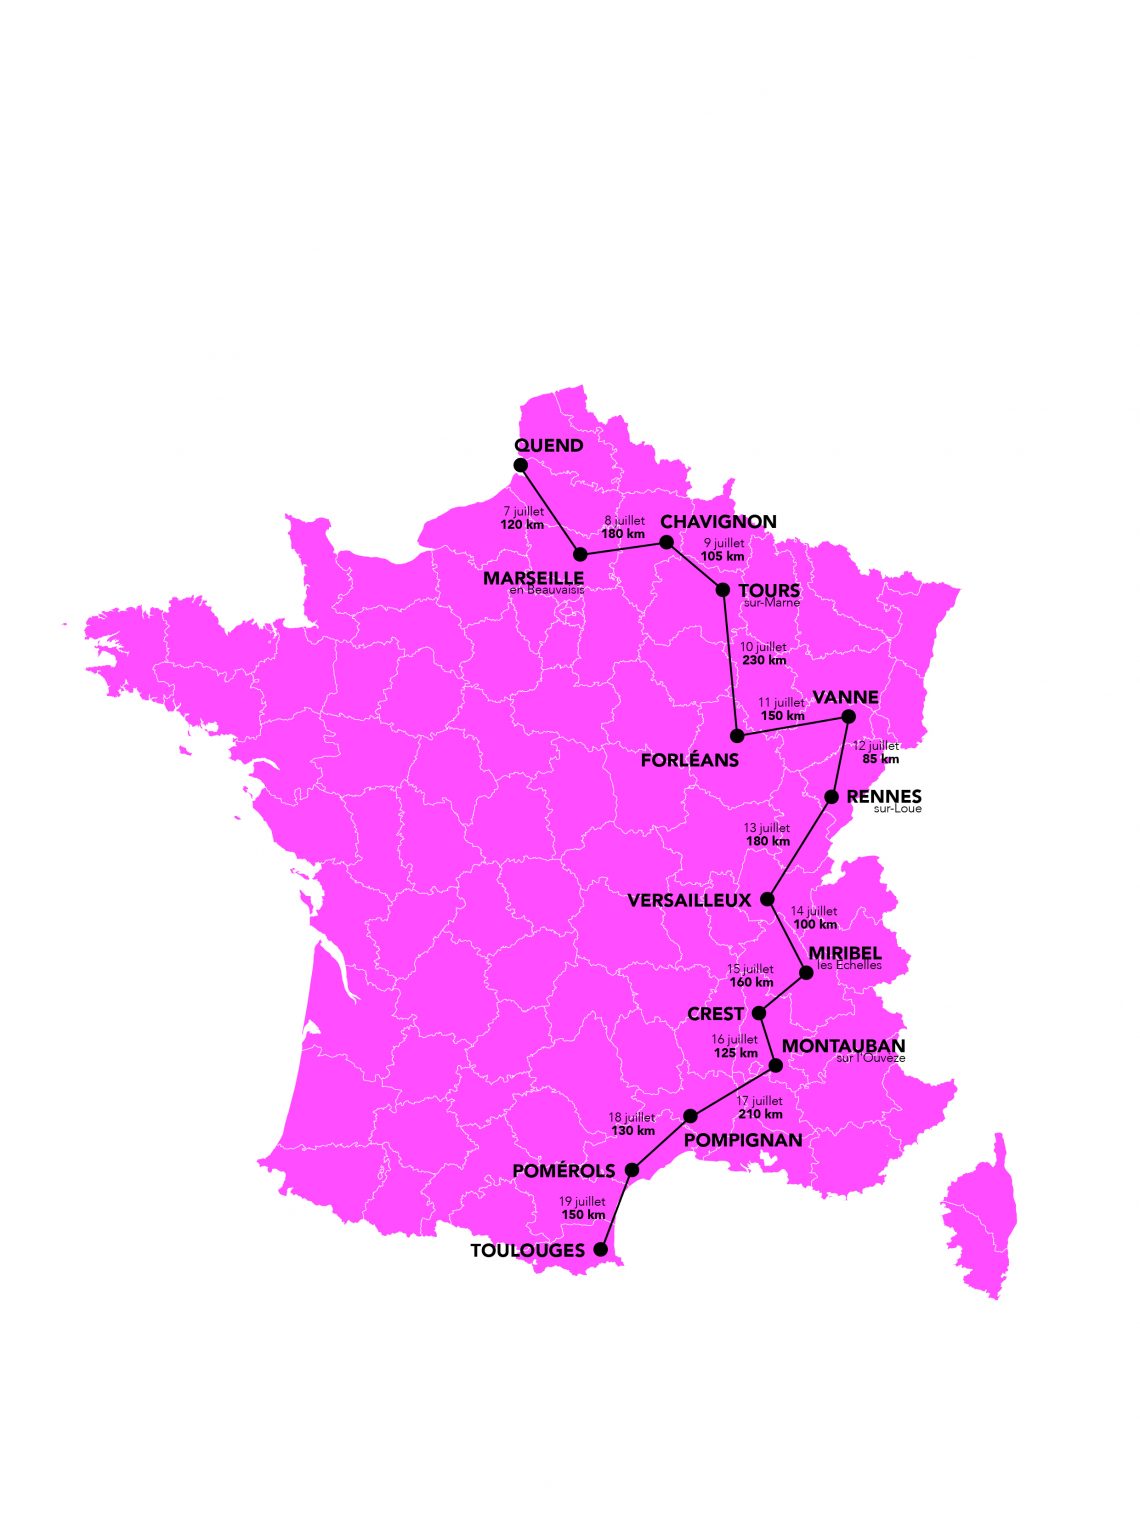 QUEND
7 juillet
120 km
8 juillet
180 km
CHAVIGNON
9 juillet
105 km
MARSEILLE
en Beauvaisis
TOURS
sur-Marne
10 juillet
230 km
VANNE
11 juillet
150 km
FORLÉANS
12 juillet
85 km
RENNES
sur-Loue
13 juillet
180 km
VERSAILLEUX
14 juillet
100 km
MIRIBEL
les Échelles
15 juillet
160 km
CREST
16 juillet
125 km
MONTAUBAN
sur l'Ouvèze
17 juillet
210 km
18 juillet
130 km
POMPIGNAN
POMÉROLS
19 juillet
150 km
TOULOUGES